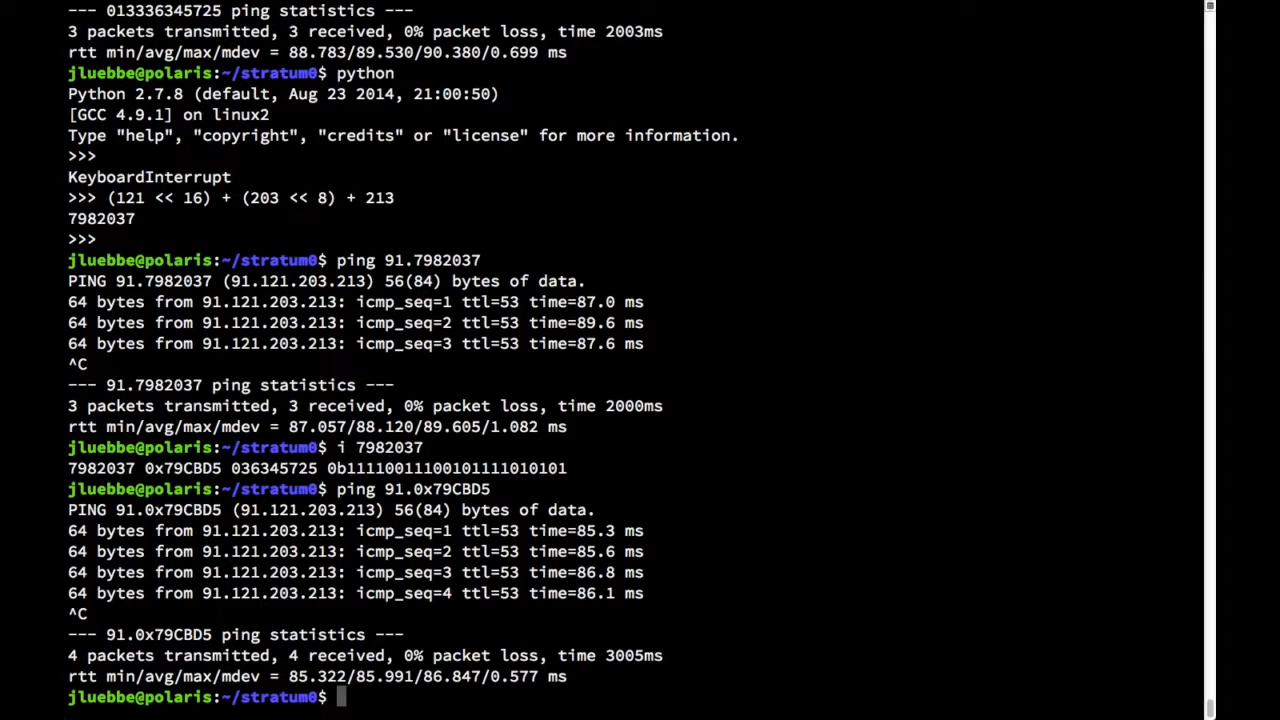 --- 013336345725 ping statistics ---
3 packets transmitted, 3 received, 0% packet loss, time 2003ms
rtt min/avg/max/mdev = 88.783/89.530/90.380/0.699 ms
jluebbe@polaris:~/stratum0$ python
Python 2.7.8 (default, Aug 23 2014, 21:00:50)
[GCC 4.9.1] on linux2
Type "help", "copyright", "credits" or "license" for more information.
>>>
KeyboardInterrupt
>>> (121 << 16) + (203 << 8) + 213
7982037
>>>
jluebbe@polaris:~/stratum0$ ping 91.7982037
PING 91.7982037 (91.121.203.213) 56(84) bytes of data.
64 bytes from 91.121.203.213: icmp_seq=1 ttl=53 time=87.0 ms
64 bytes from 91.121.203.213: icmp_seq=2 ttl=53 time=89.6 ms
64 bytes from 91.121.203.213: icmp_seq=3 ttl=53 time=87.6 ms
^C
--- 91.7982037 ping statistics ---
3 packets transmitted, 3 received, 0% packet loss, time 2000ms
rtt min/avg/max/mdev = 87.057/88.120/89.605/1.082 ms
jluebbe@polaris:~/stratum0$ i 7982037
7982037 0x79CBD5 036345725 0b11110011100101111010101
jluebbe@polaris:~/stratum0$ ping 91.0x79CBD5
PING 91.0x79CBD5 (91.121.203.213) 56(84) bytes of data.
64 bytes from 91.121.203.213: icmp_seq=1 ttl=53 time=85.3 ms
64 bytes from 91.121.203.213: icmp_seq=2 ttl=53 time=85.6 ms
64 bytes from 91.121.203.213: icmp_seq=3 ttl=53 time=86.8 ms
64 bytes from 91.121.203.213: icmp_seq=4 ttl=53 time=86.1 ms
^C
--- 91.0x79CBD5 ping statistics ---
4 packets transmitted, 4 received, 0% packet loss, time 3005ms
rtt min/avg/max/mdev = 85.322/85.991/86.847/0.577 ms
jluebbe@polaris:~/stratum0$